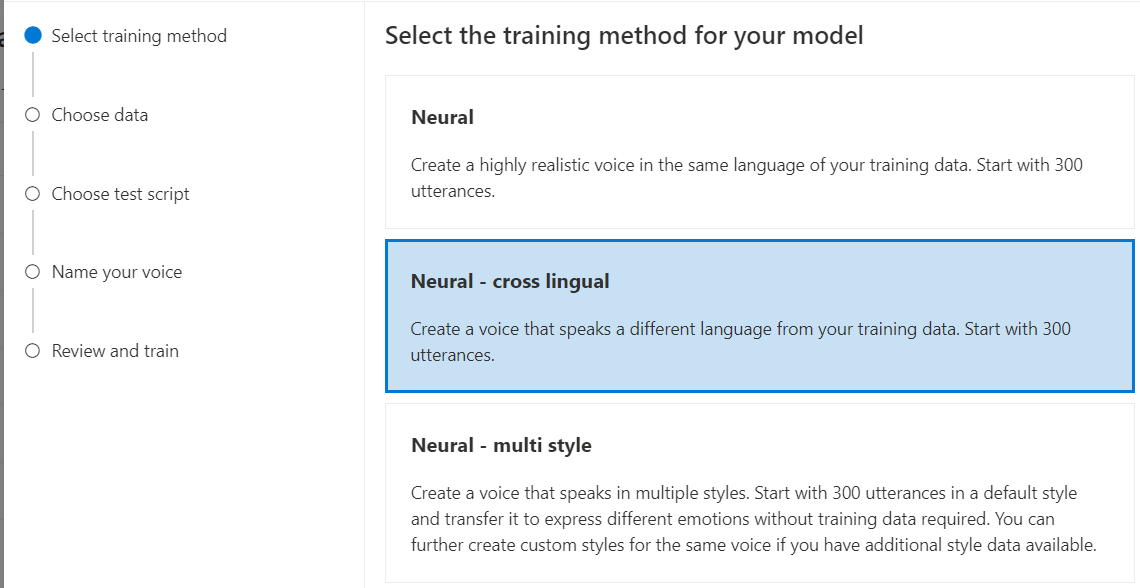 Select training method
Choose data
Choose test script
Name your voice
Review and train
Select the training method for your model
Neural
Create a highly realistic voice in the same language of your training data. Start with 300
utterances.
Neural - cross lingual
Create a voice that speaks a different language from your training data. Start with 300
utterances.
Neural - multi style
Create a voice that speaks in multiple styles. Start with 300 utterances in a default style
and transfer it to express different emotions without training data required. You can
further create custom styles for the same voice if you have additional style data available.